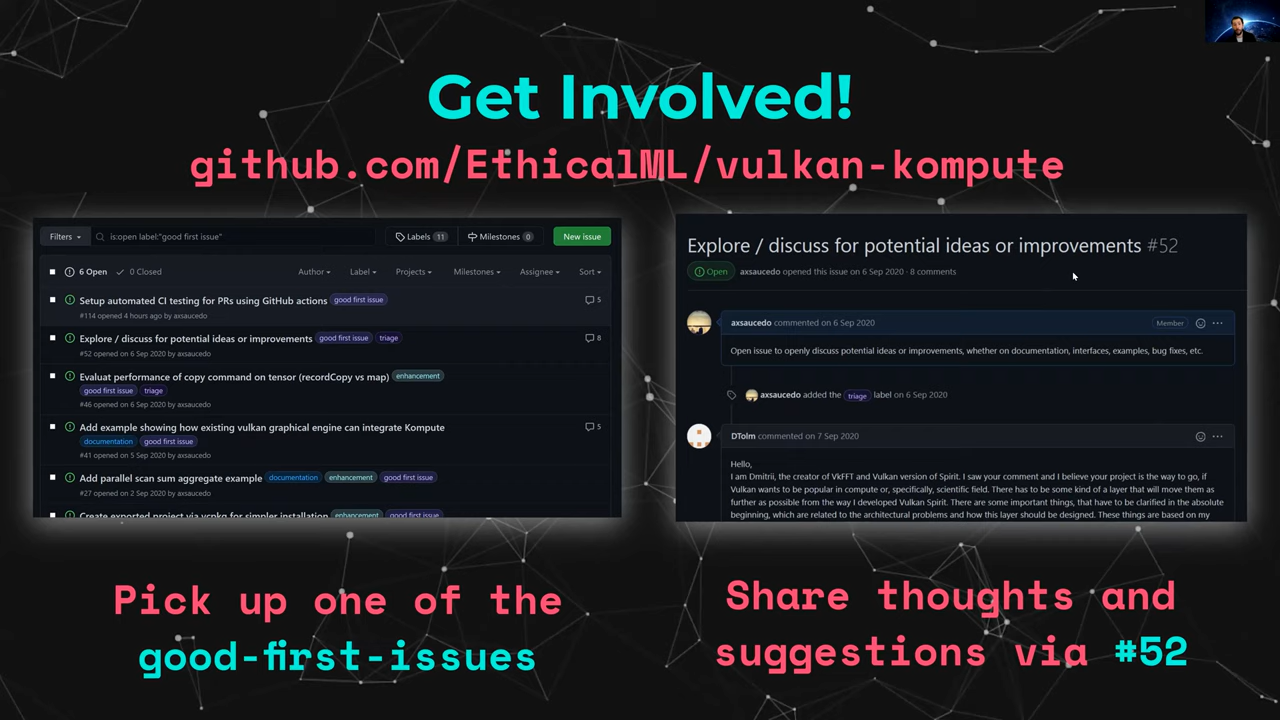 Get Involved!
github.com/EthicalML/vulkan-kompute
Filters
is:open label:"good first issue"
Labels 11
Milestones 0
New issue
6 Open
0 Closed
Author
Label
Projects
Milestones
Assignee
Sort
Setup automated CI testing for PRs using GitHub actions good first issue 5
#114 opened 4 hours ago by axsaucedo
Explore / discuss for potential ideas or improvements good first issue triage 8
#52 opened on 6 Sep 2020 by axsaucedo
Evaluat performance of copy command on tensor (recordCopy vs map) enhancement
good first issue triage
#46 opened on 6 Sep 2020 by axsaucedo
Add example showing how existing vulkan graphical engine can integrate Kompute 5
documentation good first issue
#41 opened on 5 Sep 2020 by axsaucedo
Add parallel scan sum aggregate example documentation enhancement good first issue
#27 opened on 2 Sep 2020 by axsaucedo
Create exported project via vcpkg for simpler installation enhancement good first issue
Explore / discuss for potential ideas or improvements #52
Open axsaucedo opened this issue on 6 Sep 2020 · 8 comments
axsaucedo commented on 6 Sep 2020 Member
Open issue to openly discuss potential ideas or improvements, whether on documentation, interfaces, examples, bug fixes, etc.
axsaucedo added the triage label on 6 Sep 2020
DTolm commented on 7 Sep 2020
Hello,
I am Dmitrii, the creator of VkFFT and Vulkan version of Spirit. I saw your comment and I believe your project is the way to go, if
Vulkan wants to be popular in compute or, specifically, scientific field. There has to be some kind of a layer that will move them as
further as possible from the way I developed Vulkan Spirit. There are some important things, that have to be clarified in the absolute
beginning, which are related to the architectural problems and how this layer should be designed. These things are based on my
Pick up one of the
good-first-issues
Share thoughts and
suggestions via #52